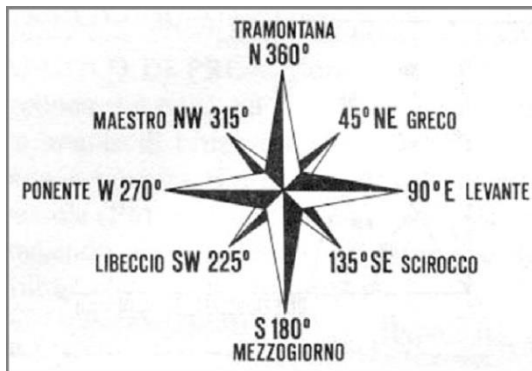 TRAMONTANA
N 360°
MAESTRO NW 315°
45° NE GRECO
PONENTE W 270°
90° E LEVANTE
LIBECCIO SW 225°
135° SE SCIROCCO
S 180°
MEZZOGIORNO